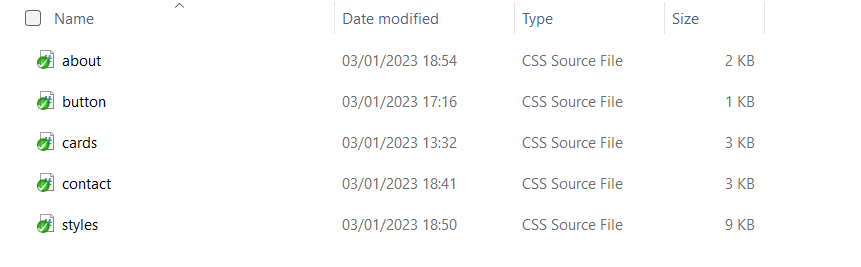 Name Date modified Type Size
about 03/01/2023 18:54 CSS Source File 2 KB
button 03/01/2023 17:16 CSS Source File 1 KB
cards 03/01/2023 13:32 CSS Source File 3 KB
contact 03/01/2023 18:41 CSS Source File 3 KB
styles 03/01/2023 18:50 CSS Source File 9 KB